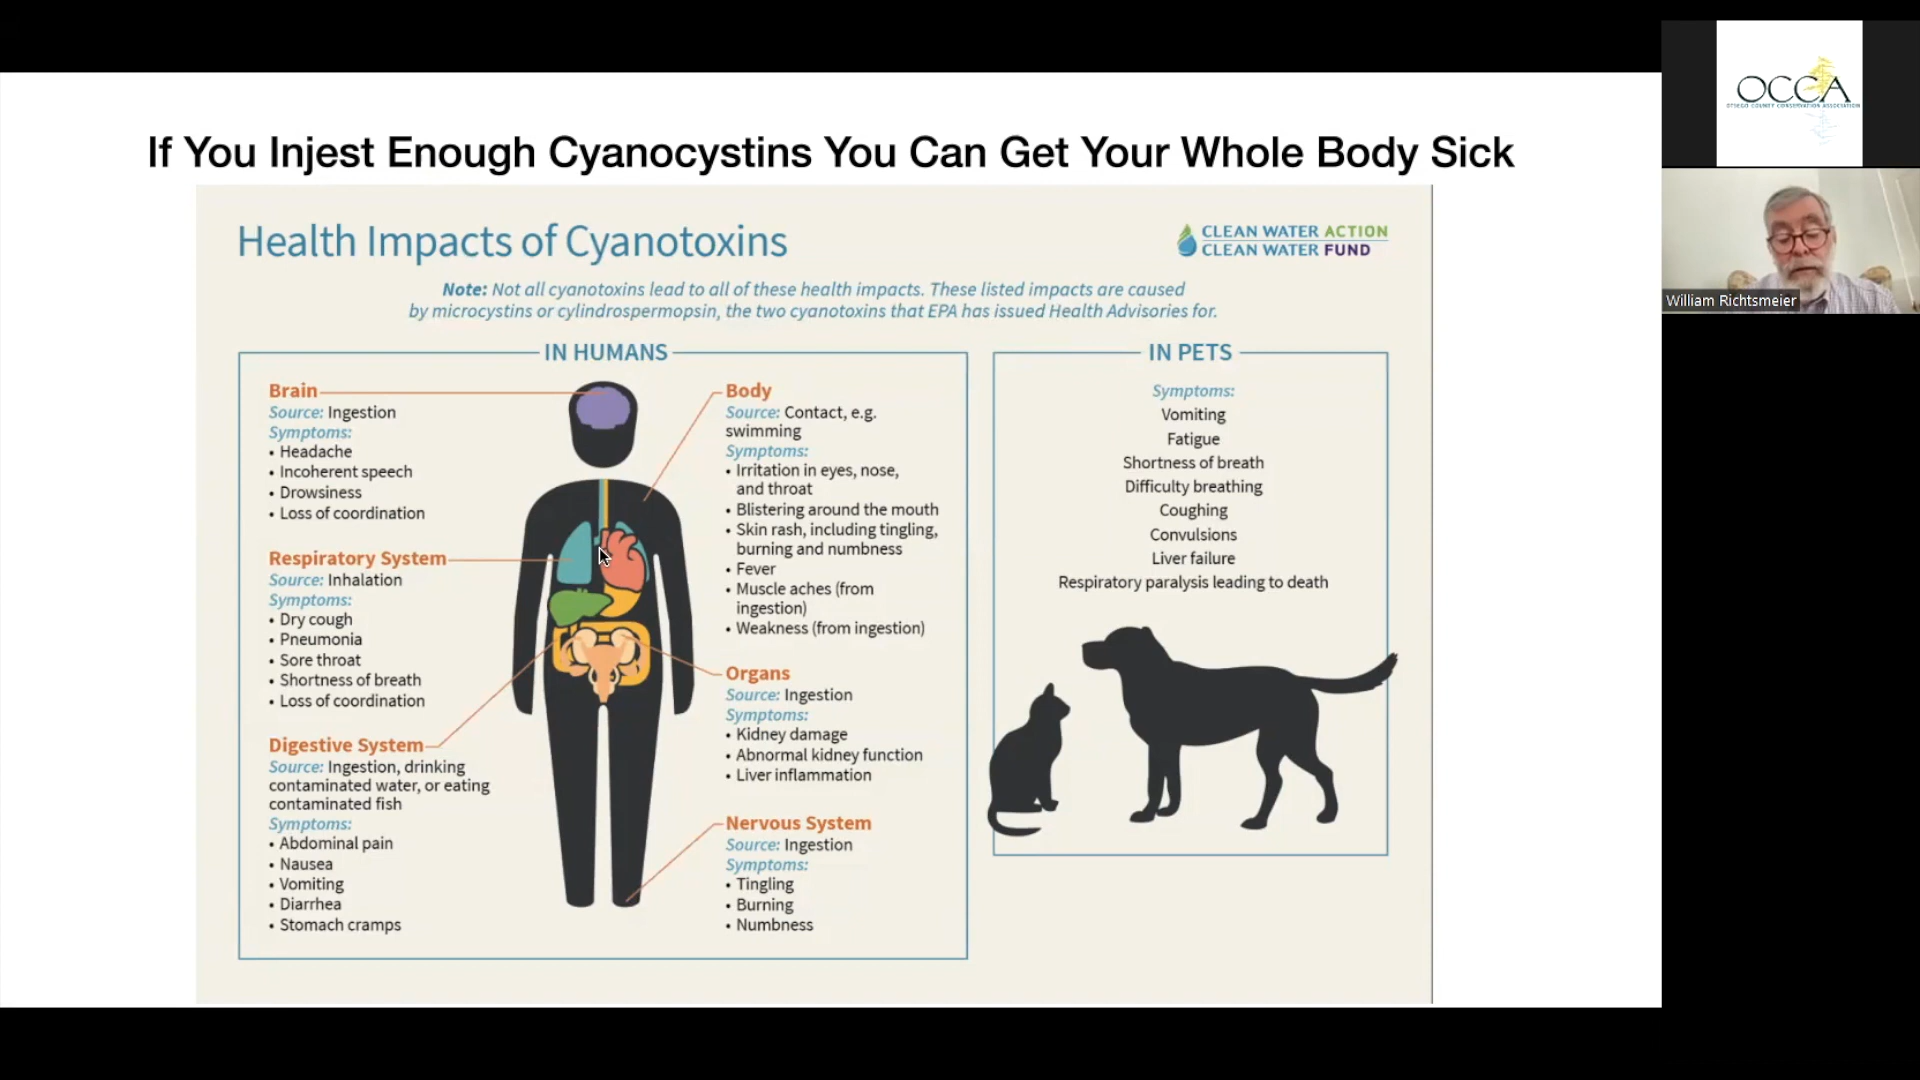 If You Injest Enough Cyanocystins You Can Get Your Whole Body Sick
Health Impacts of Cyanotoxins
CLEAN WATER ACTION
CLEAN WATER FUND
Note: Not all cyanotoxins lead to all of these health impacts. These listed impacts are caused
by microcystins or cylindrospermopsin, the two cyanotoxins that EPA has issued Health Advisories for.
IN HUMANS
Brain
Source: Ingestion
Symptoms:
• Headache
• Incoherent speech
• Drowsiness
• Loss of coordination
Respiratory System
Source: Inhalation
Symptoms:
• Dry cough
• Pneumonia
• Sore throat
• Shortness of breath
• Loss of coordination
Digestive System
Source: Ingestion, drinking
contaminated water, or eating
contaminated fish
Symptoms:
• Abdominal pain
• Nausea
• Vomiting
• Diarrhea
• Stomach cramps
Body
Source: Contact, e.g.
swimming
Symptoms:
• Irritation in eyes, nose,
and throat
• Blistering around the mouth
• Skin rash, including tingling,
burning and numbness
• Fever
• Muscle aches (from
ingestion)
• Weakness (from ingestion)
Organs
Source: Ingestion
Symptoms:
• Kidney damage
• Abnormal kidney function
• Liver inflammation
Nervous System
Source: Ingestion
Symptoms:
• Tingling
• Burning
• Numbness
IN PETS
Symptoms:
Vomiting
Fatigue
Shortness of breath
Difficulty breathing
Coughing
Convulsions
Liver failure
Respiratory paralysis leading to death
OCCA
OTSEGO COUNTY CONSERVATION ASSOCIATION
William Richtsmeier